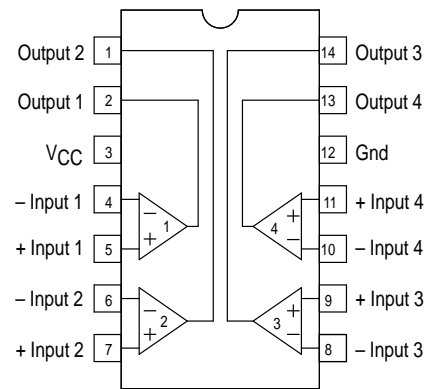 Output 2 1 14 Output 3
Output 1 2 13 Output 4
VCC 3 12 Gnd
– Input 1 4 – + 11 + Input 4
1 4
+ Input 1 5 + – 10 – Input 4
– Input 2 6 – + 9 + Input 3
2 3
+ Input 2 7 + – 8 – Input 3